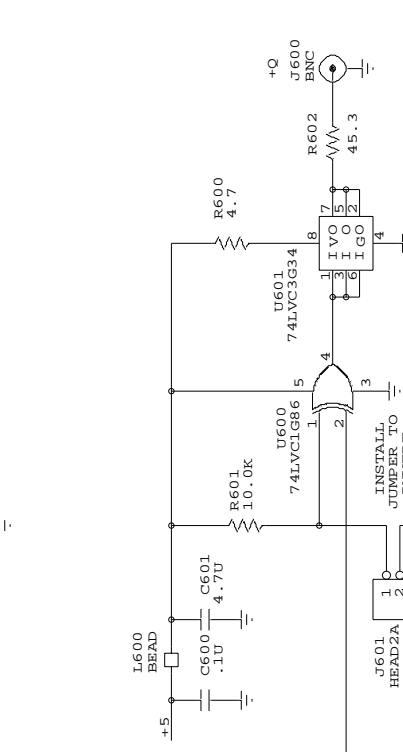 +5
L600
BEAD
C600
.1U
C601
4.7U
R601
10.0K
R600
4.7
U600
74LVC1G86
5
1
2
4
3
U601
74LVC3G34
8
1
3
6
I V O
I O
I G O
7
5
2
4
R602
45.3
+Q
J600
BNC
J601
HEAD2A
1
2
INSTALL
JUMPER TO